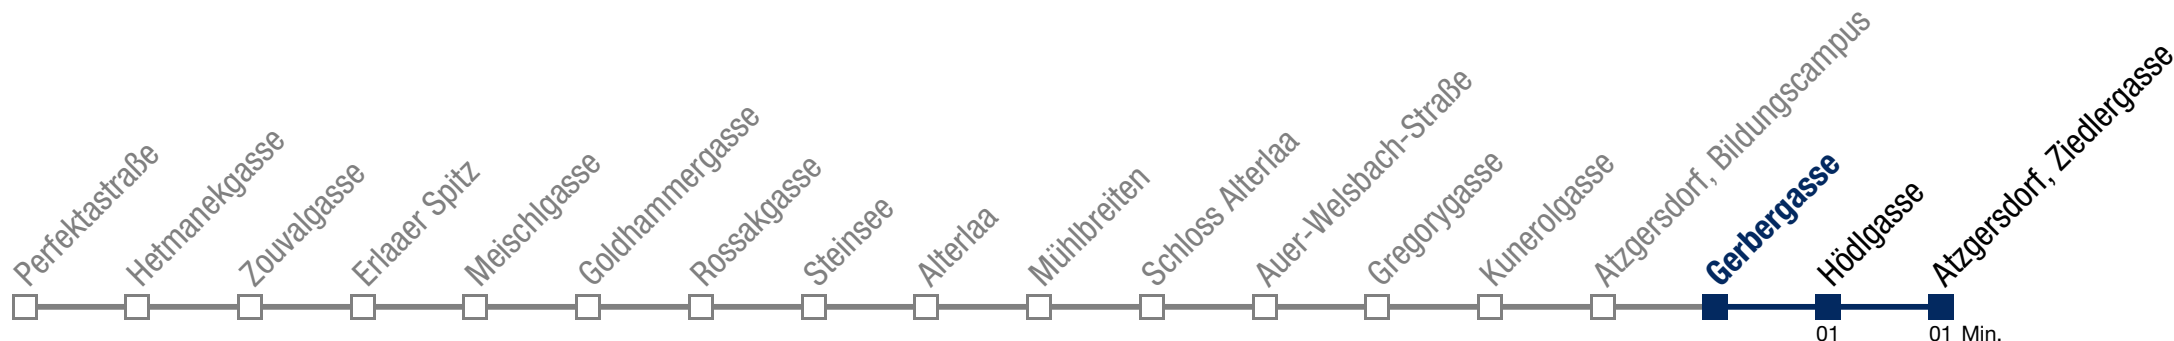 Perfektastraße
Hetmanekgasse
Zouvalgasse
Erlaaer Spitz
Meischlgasse
Goldhammergasse
Rossakgasse
Steinsee
Alterlaa
Mühlbreiten
Schloss Alterlaa
Auer-Welsbach-Straße
Gregorygasse
Kunerolgasse
Atzgersdorf, Bildungscampus
Gerbergasse
Hödlgasse
Atzgersdorf, Ziedlergasse
01
01 Min.